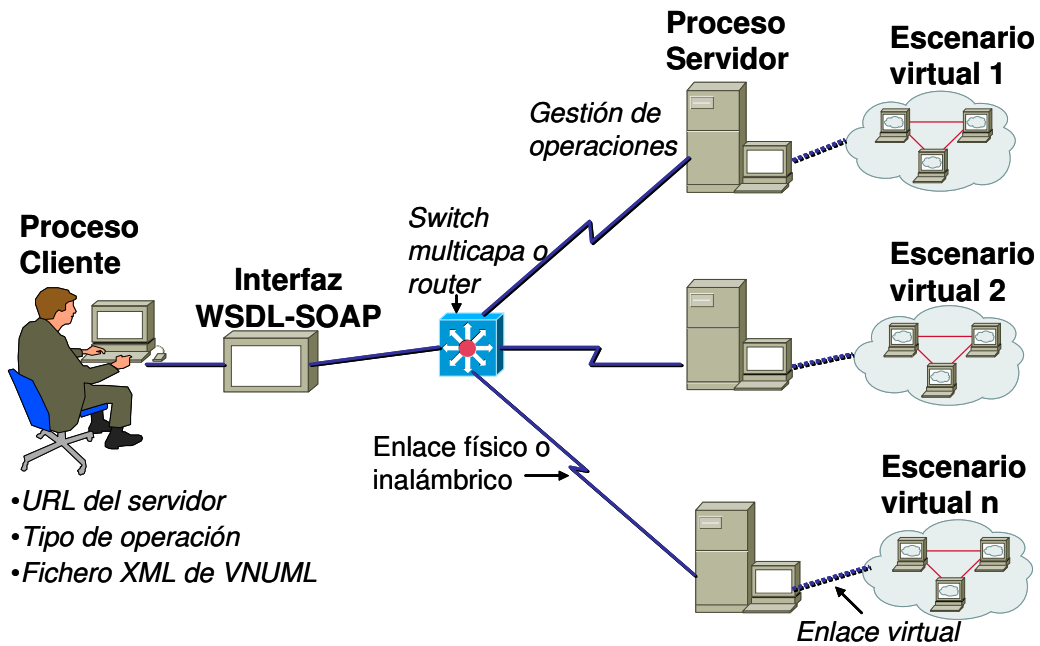 Proceso
Servidor
Escenario
virtual 1
Gestión de
operaciones
Proceso
Cliente
Interfaz
WSDL-SOAP
Switch
multicapa o
router
Escenario
virtual 2
Enlace físico o
inalámbrico
Escenario
virtual n
•URL del servidor
•Tipo de operación
•Fichero XML de VNUML
Enlace virtual